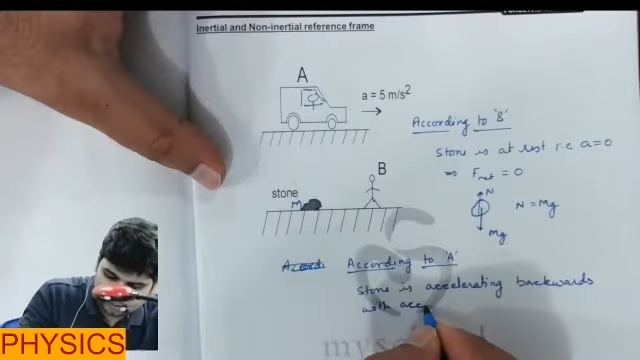 Inertial and Non-inertial reference frame
A
a = 5 m/s²
According to 'B'
Stone is at rest i.e a=0
⇒ Fnet = 0
N
N = Mg
Mg
B
stone
M
According to 'A'
Stone is accelerating backwards
with acc
PHYSICS